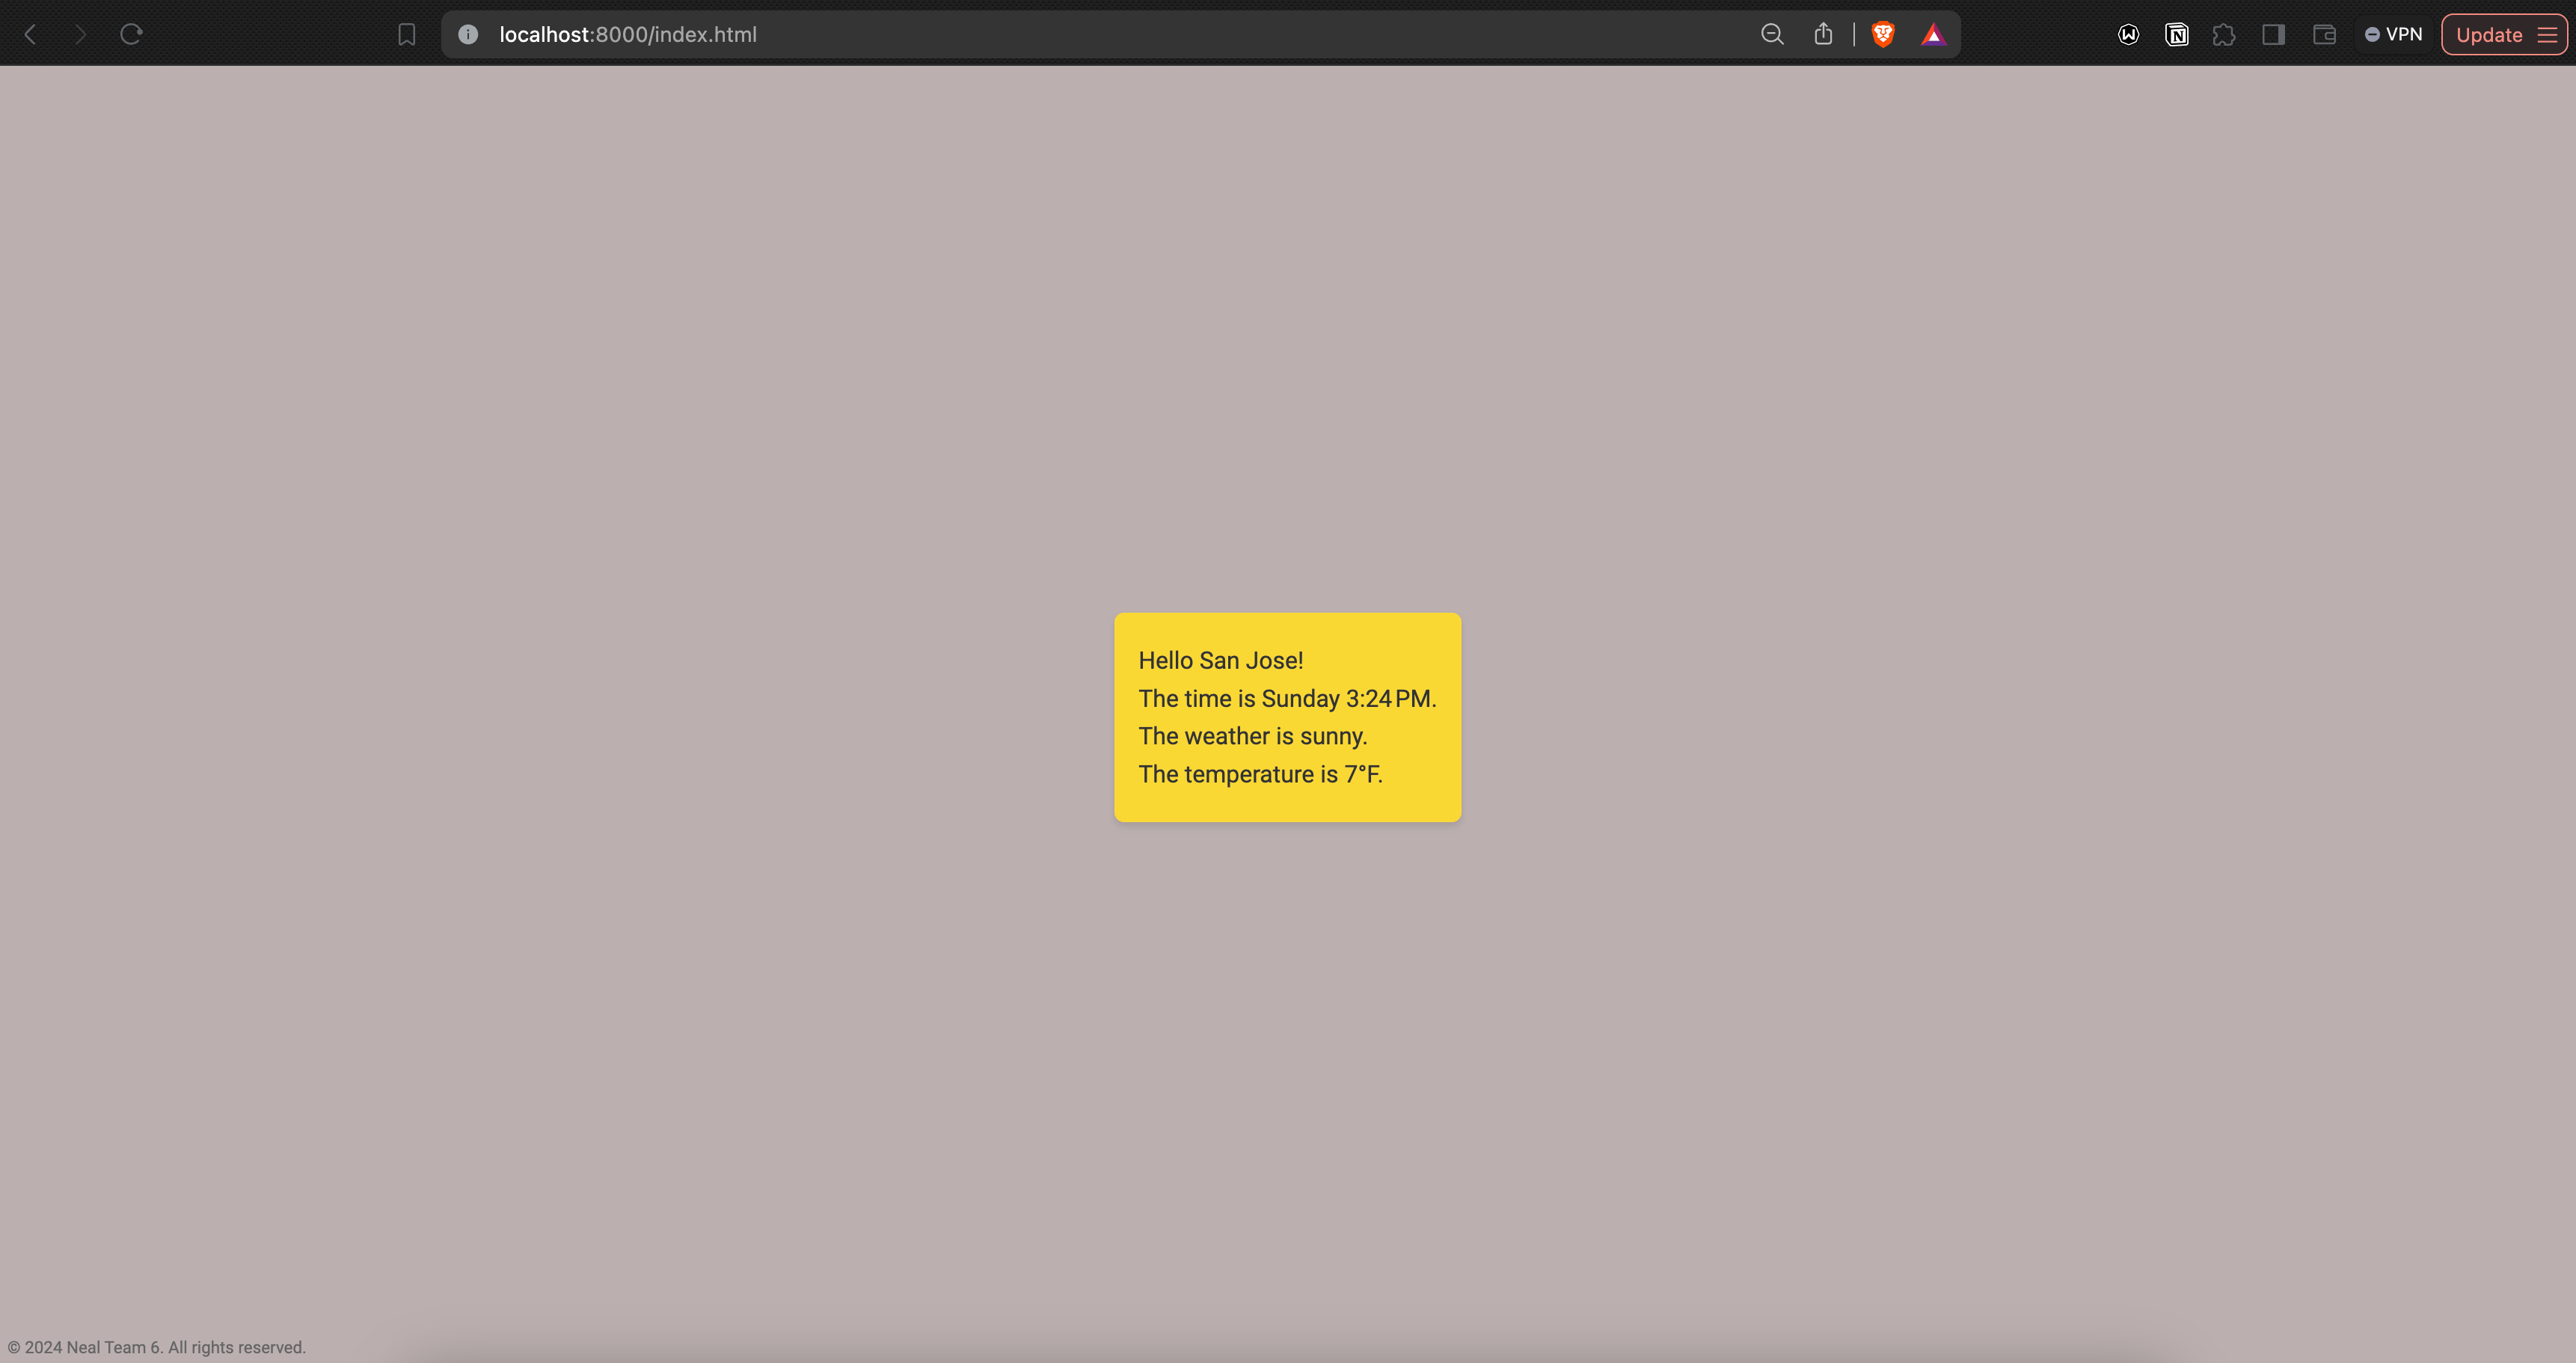 localhost:8000/index.html
VPN
Update
Hello San Jose!
The time is Sunday 3:24 PM.
The weather is sunny.
The temperature is 7°F.
© 2024 Neal Team 6. All rights reserved.